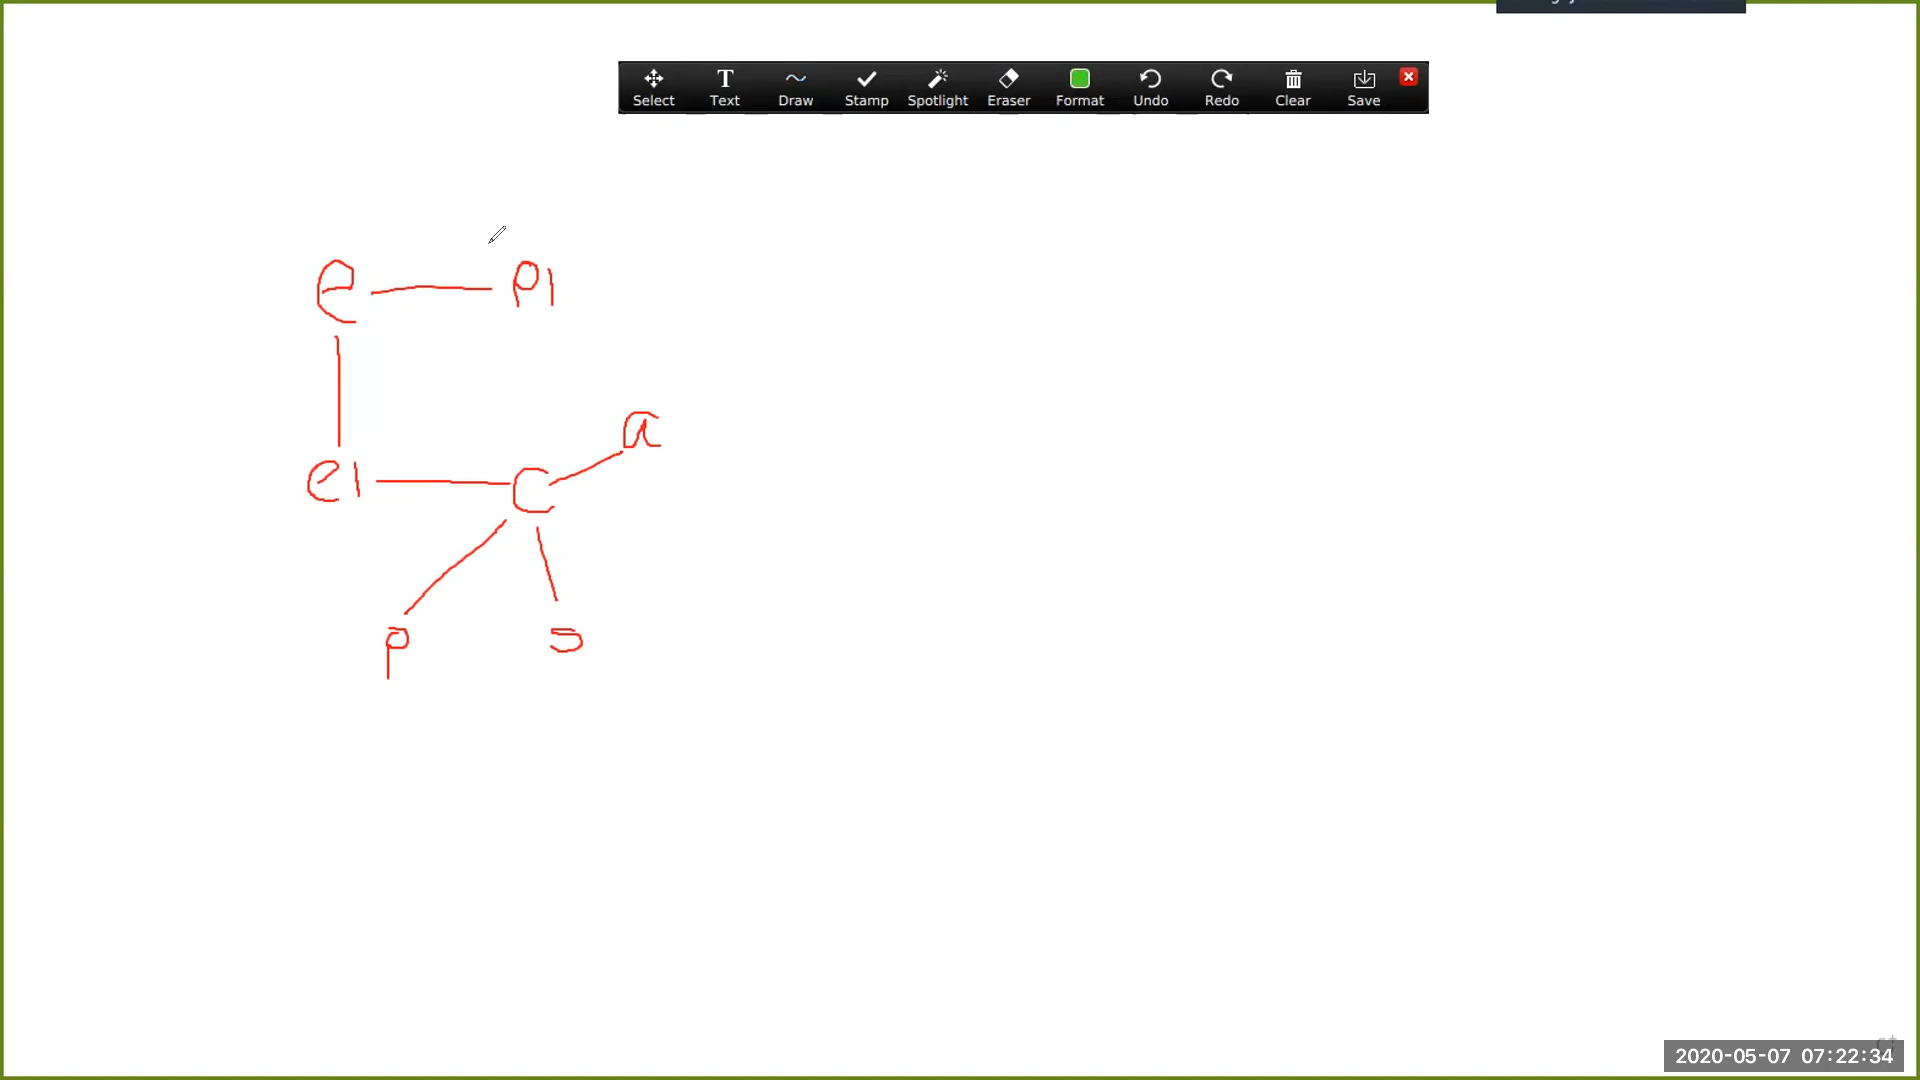 Select Text Draw Stamp Spotlight Eraser Format Undo Redo Clear Save
e p1
a
e1 c
p
2020-05-07 07:22:34